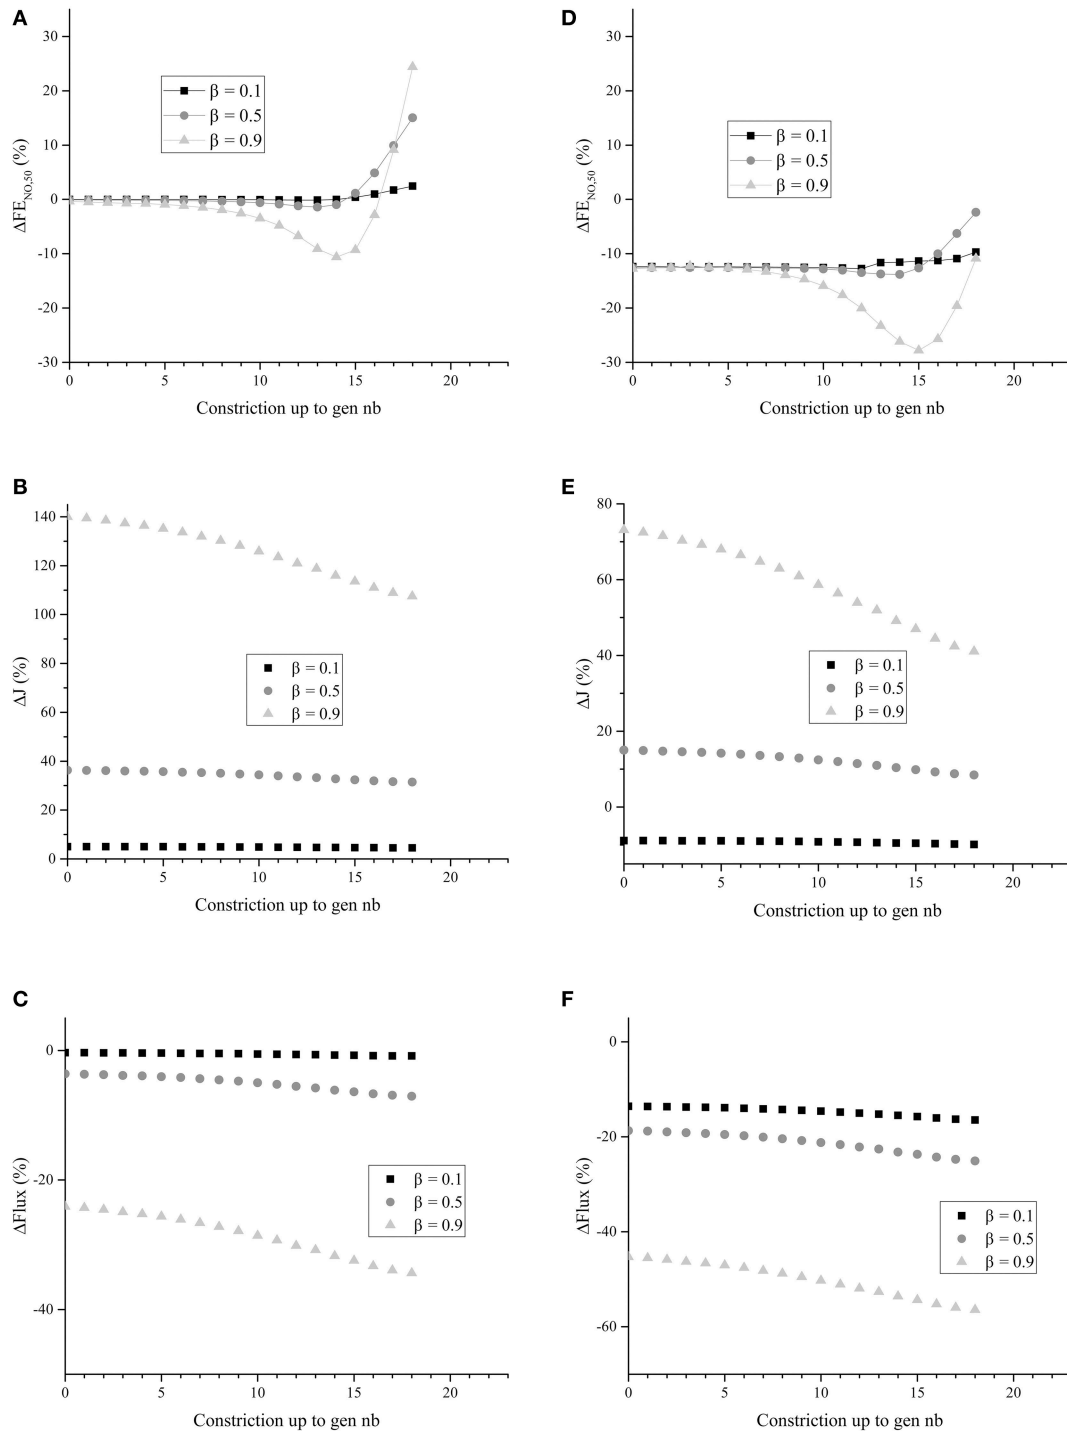 A
30
20
10
0
-10
-20
-30
ΔFE_NO,50 (%)
β = 0.1
β = 0.5
β = 0.9
0 5 10 15 20
Constriction up to gen nb
D
30
20
10
0
-10
-20
-30
ΔFE_NO,50 (%)
β = 0.1
β = 0.5
β = 0.9
0 5 10 15 20
Constriction up to gen nb
B
140
120
100
80
60
40
20
0
ΔJ (%)
β = 0.1
β = 0.5
β = 0.9
0 5 10 15 20
Constriction up to gen nb
E
80
60
40
20
0
ΔJ (%)
β = 0.1
β = 0.5
β = 0.9
0 5 10 15 20
Constriction up to gen nb
C
0
-20
-40
ΔFlux (%)
β = 0.1
β = 0.5
β = 0.9
0 5 10 15 20
Constriction up to gen nb
F
0
-20
-40
-60
ΔFlux (%)
β = 0.1
β = 0.5
β = 0.9
0 5 10 15 20
Constriction up to gen nb